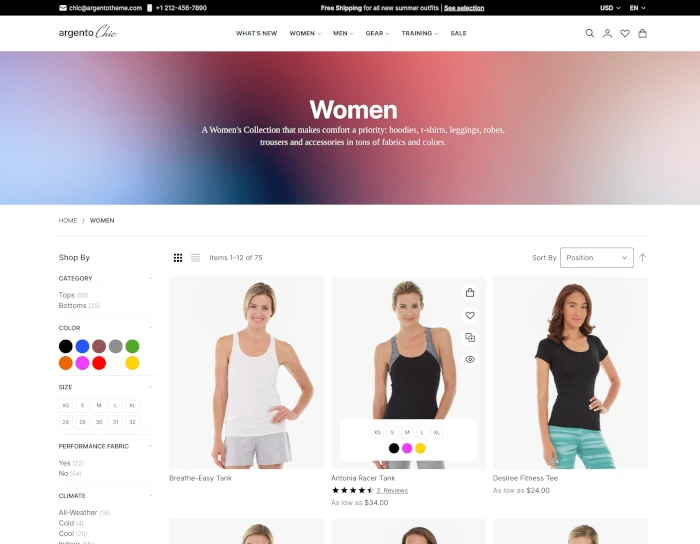 chic@argentotheme.com +1 212-456-7890 Free Shipping for all new summer outfits | See selection USD EN
argento Chic WHAT'S NEW WOMEN MEN GEAR TRAINING SALE
Women
A Women's Collection that makes comfort a priority: hoodies, t-shirts, leggings, robes,
trousers and accessories in tons of fabrics and colors.
HOME / WOMEN
Shop By
Items 1-12 of 75 Sort By Position
CATEGORY
Tops (50)
Bottoms (25)
COLOR
SIZE
XS S M L XL
28 29 30 31 32
PERFORMANCE FABRIC
Yes (22)
No (54)
CLIMATE
All-Weather (18)
Cold (4)
Cool (20)
Indoor
XS S M L XL
Breathe-Easy Tank
Antonia Racer Tank
2 Reviews
As low as $34.00
Desiree Fitness Tee
As low as $24.00